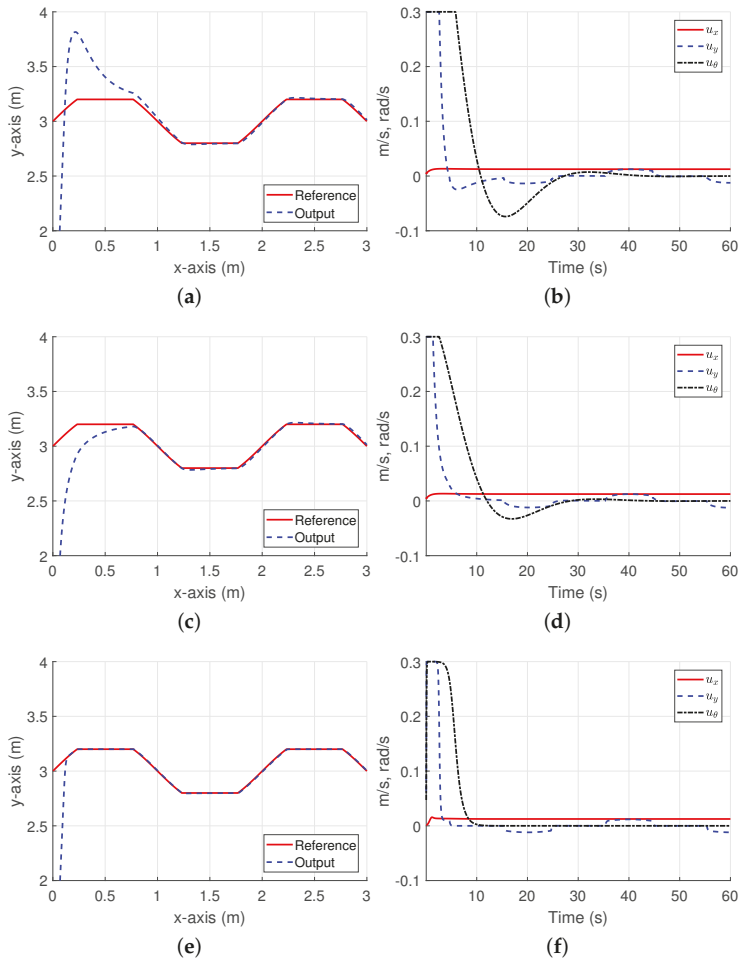 4
3.5
3
2.5
2
y-axis (m)
Reference
Output
0 0.5 1 1.5 2 2.5 3
x-axis (m)
(a)
0.3
0.2
0.1
0
-0.1
m/s, rad/s
u_x
u_y
u_θ
10 20 30 40 50 60
Time (s)
(b)
4
3.5
3
2.5
2
y-axis (m)
Reference
Output
0 0.5 1 1.5 2 2.5 3
x-axis (m)
(c)
0.3
0.2
0.1
0
-0.1
m/s, rad/s
u_x
u_y
u_θ
10 20 30 40 50 60
Time (s)
(d)
4
3.5
3
2.5
2
y-axis (m)
Reference
Output
0 0.5 1 1.5 2 2.5 3
x-axis (m)
(e)
0.3
0.2
0.1
0
-0.1
m/s, rad/s
u_x
u_y
u_θ
10 20 30 40 50 60
Time (s)
(f)